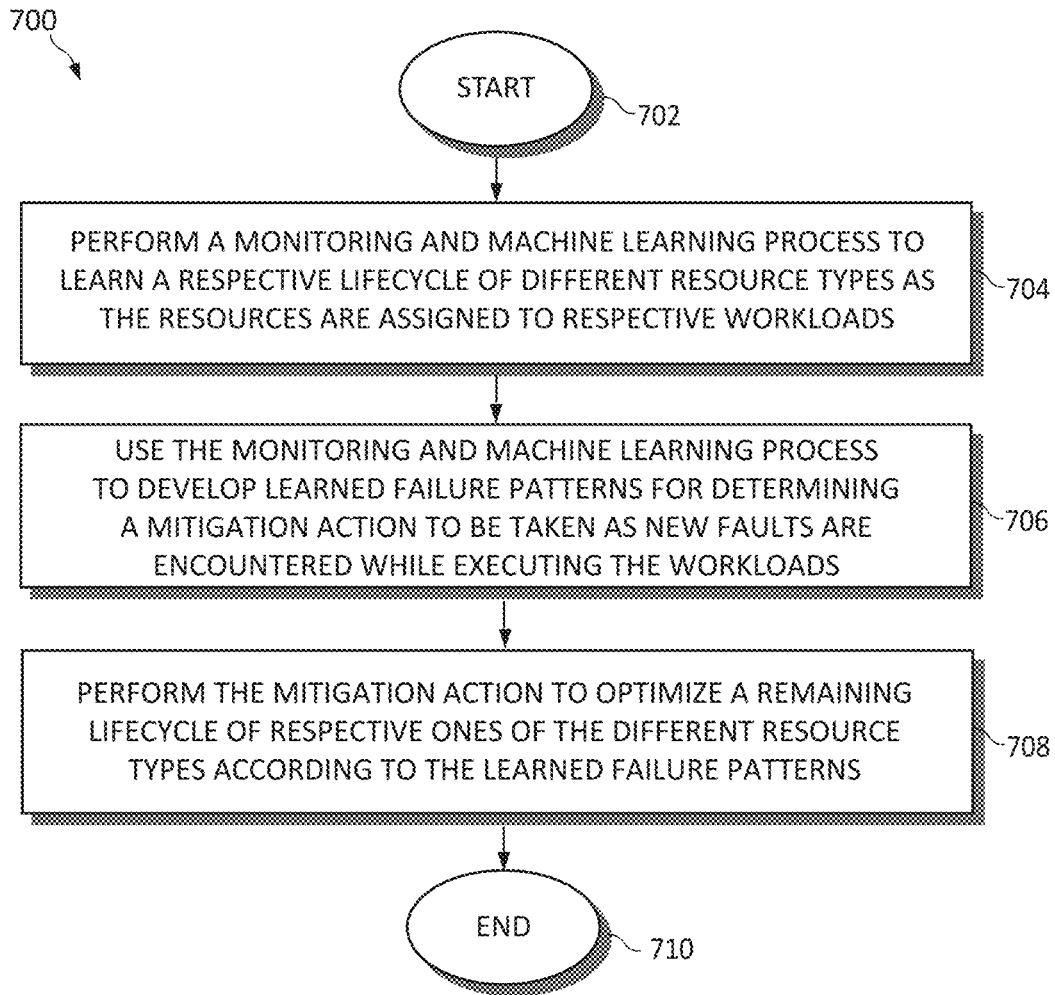 700
START
702
PERFORM A MONITORING AND MACHINE LEARNING PROCESS TO
LEARN A RESPECTIVE LIFECYCLE OF DIFFERENT RESOURCE TYPES AS
THE RESOURCES ARE ASSIGNED TO RESPECTIVE WORKLOADS
704
USE THE MONITORING AND MACHINE LEARNING PROCESS
TO DEVELOP LEARNED FAILURE PATTERNS FOR DETERMINING
A MITIGATION ACTION TO BE TAKEN AS NEW FAULTS ARE
ENCOUNTERED WHILE EXECUTING THE WORKLOADS
706
PERFORM THE MITIGATION ACTION TO OPTIMIZE A REMAINING
LIFECYCLE OF RESPECTIVE ONES OF THE DIFFERENT RESOURCE
TYPES ACCORDING TO THE LEARNED FAILURE PATTERNS
708
END
710